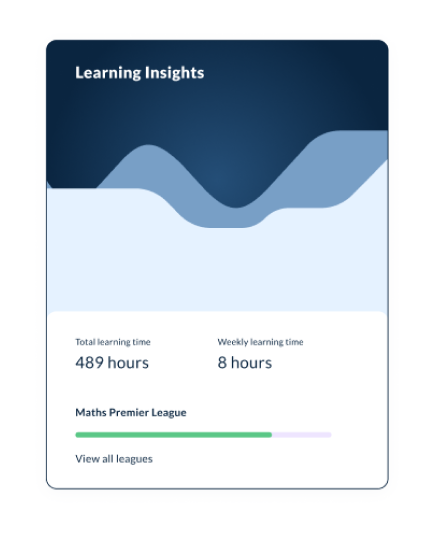 Learning Insights
Total learning time
Weekly learning time
489 hours
8 hours
Maths Premier League
View all leagues